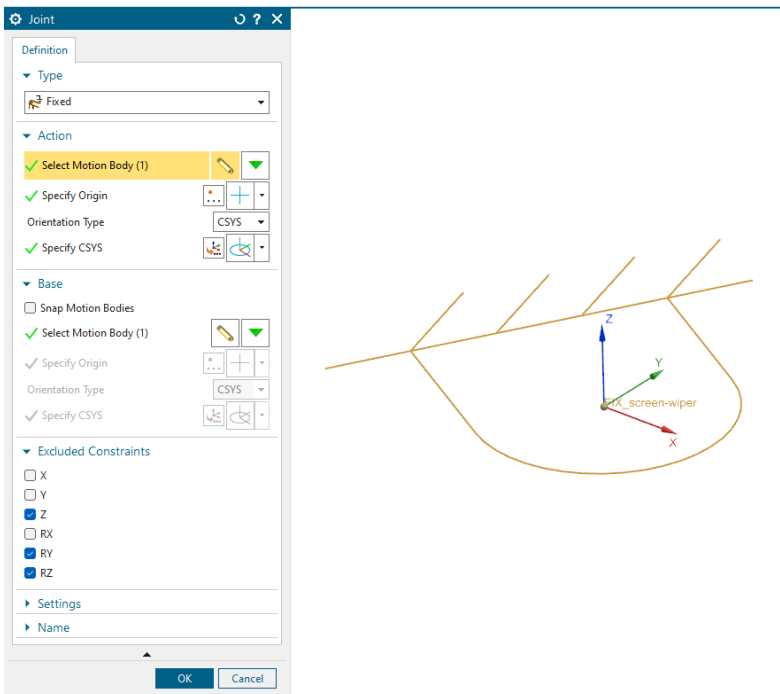 Joint
?
Definition
Type
Fixed
Action
Select Motion Body (1)
Specify Origin
Orientation Type
CSYS
Specify CSYS
Base
Snap Motion Bodies
Select Motion Body (1)
Specify Origin
Orientation Type
CSYS
Specify CSYS
Excluded Constraints
X
Y
Z
RX
RY
RZ
Settings
Name
OK
Cancel
Z
Y
FIX_screen-wiper
X